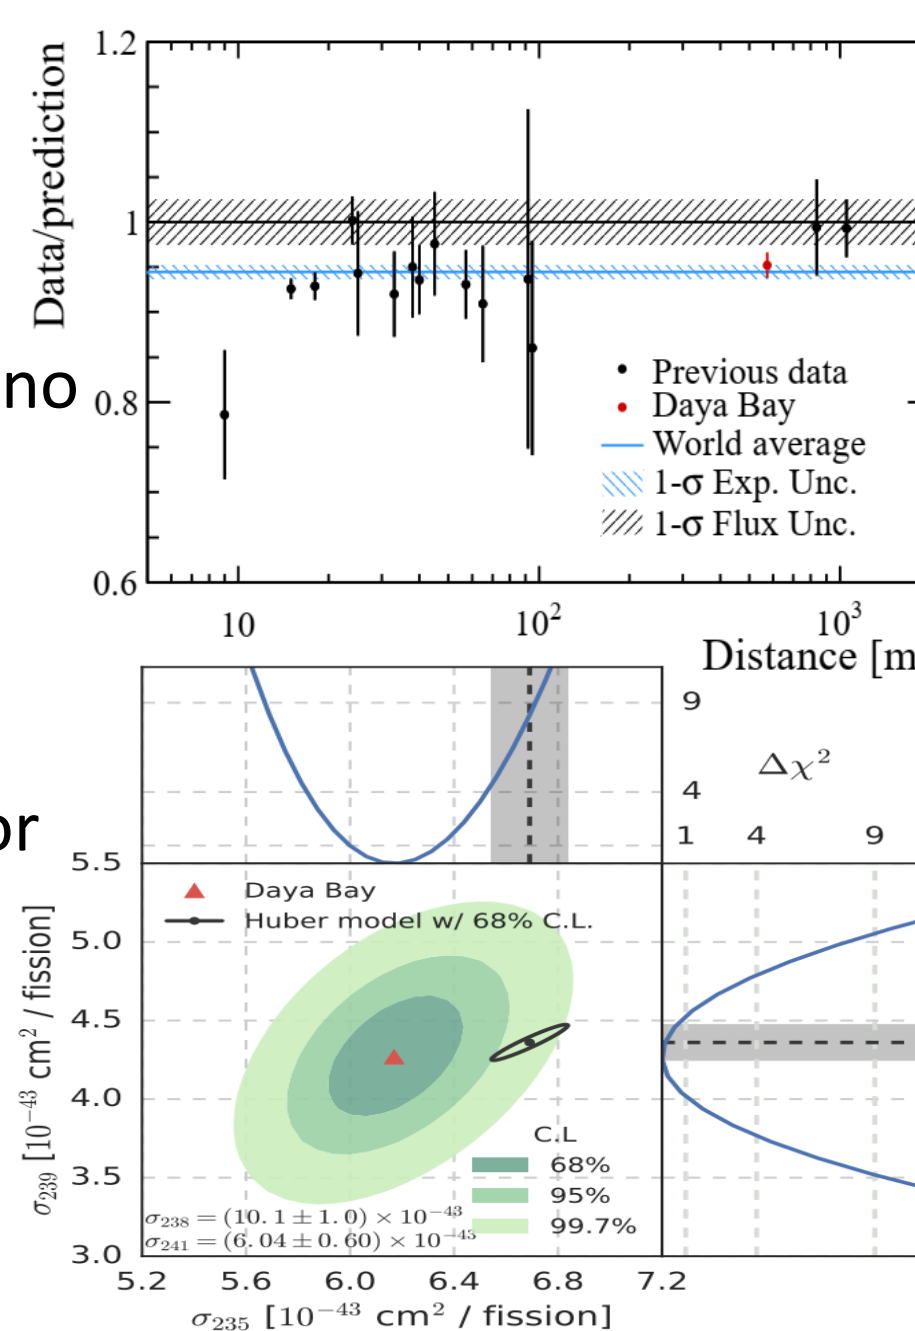 1.2
1
0.8
0.6
Data/prediction
no
Previous data
Daya Bay
World average
1-σ Exp. Unc.
1-σ Flux Unc.
10 10² 10³
Distance [m
9
4
Δχ²
1 4 9
or
5.5
5.0
4.5
4.0
3.5
3.0
σ₂₃₉ [10⁻⁴³ cm² / fission]
Daya Bay
Huber model w/ 68% C.L.
C.L
68%
95%
99.7%
σ₂₃₈ = (10.1 ± 1.0) × 10⁻⁴³
σ₂₄₁ = (6.04 ± 0.60) × 10⁻⁴³
5.2 5.6 6.0 6.4 6.8 7.2
σ₂₃₅ [10⁻⁴³ cm² / fission]